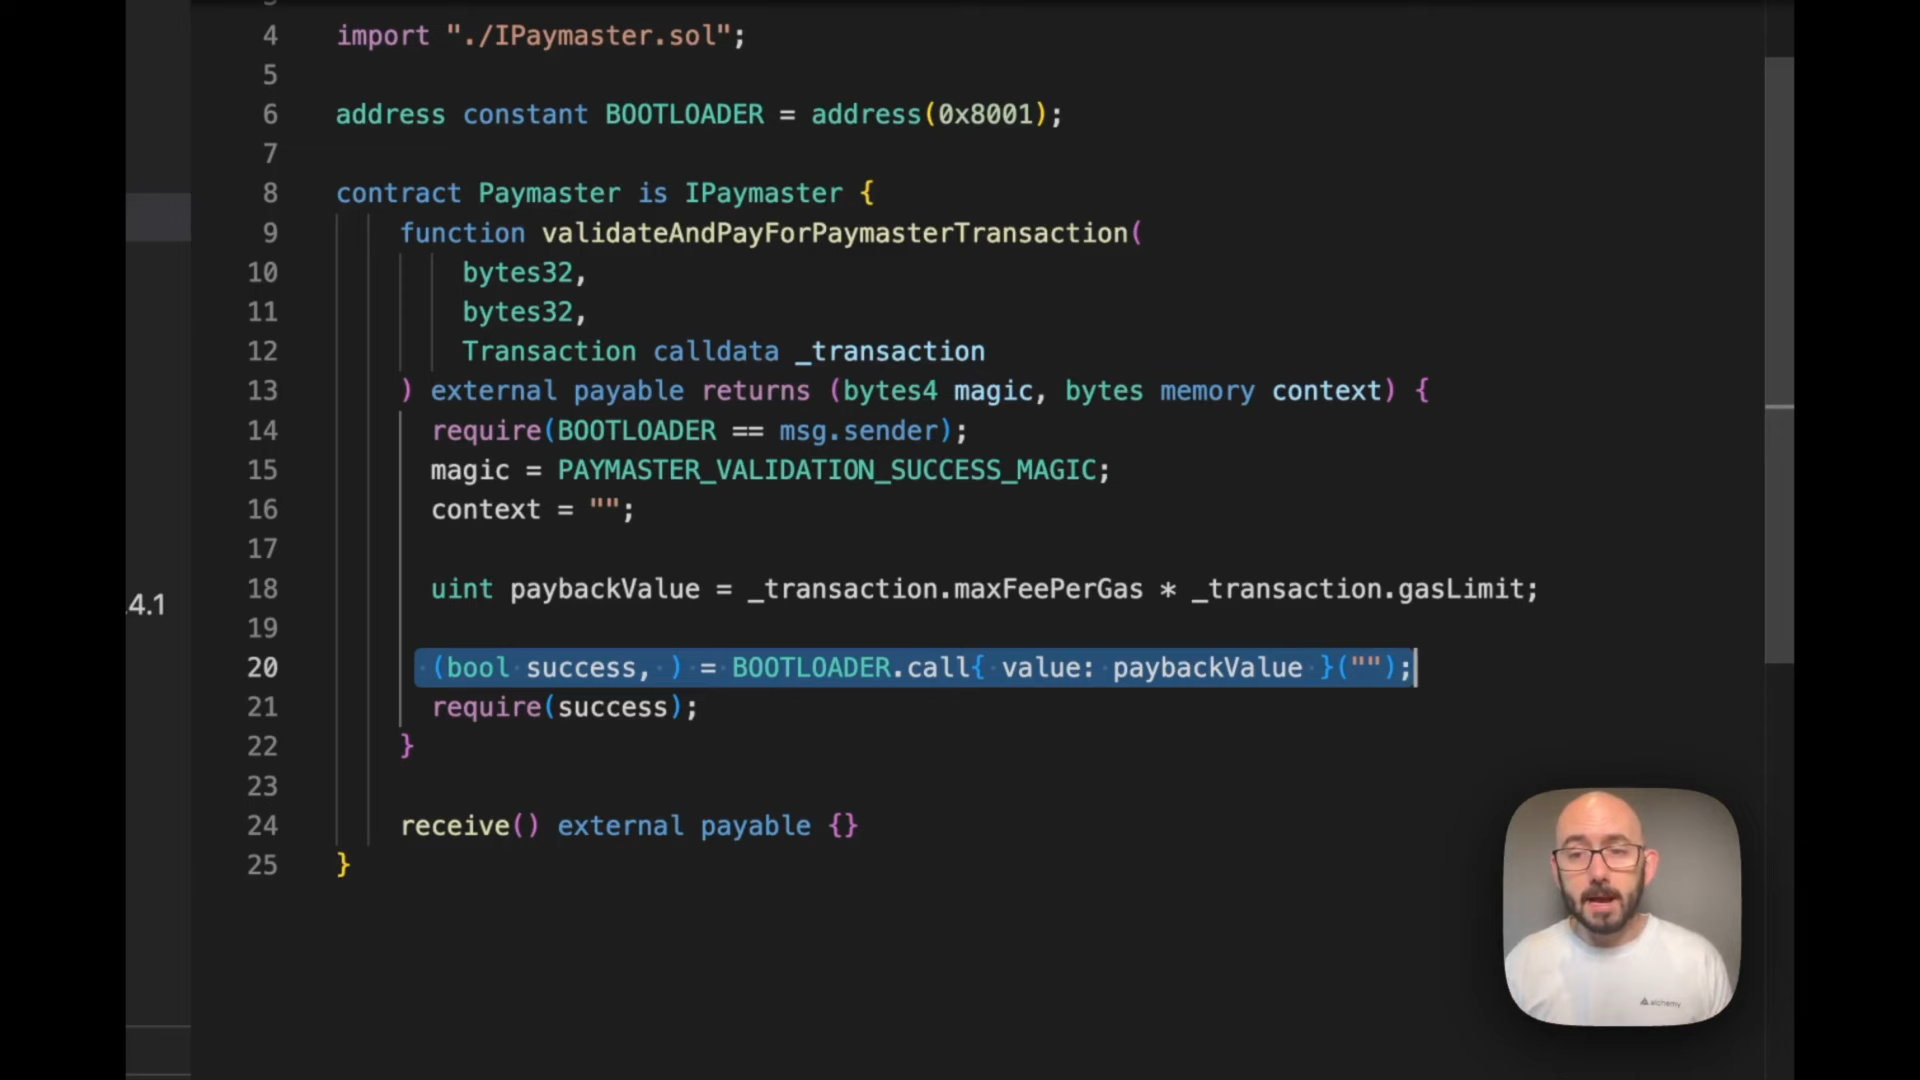 4 import "./IPaymaster.sol";
5
6 address constant BOOTLOADER = address(0x8001);
7
8 contract Paymaster is IPaymaster {
9 function validateAndPayForPaymasterTransaction(
10 bytes32,
11 bytes32,
12 Transaction calldata _transaction
13 ) external payable returns (bytes4 magic, bytes memory context) {
14 require(BOOTLOADER == msg.sender);
15 magic = PAYMASTER_VALIDATION_SUCCESS_MAGIC;
16 context = "";
17
18 uint paybackValue = _transaction.maxFeePerGas * _transaction.gasLimit;
.4.1
19
20 (bool success, ) = BOOTLOADER.call{ value: paybackValue }("");
21 require(success);
22 }
23
24 receive() external payable {}
25 }
alchemy